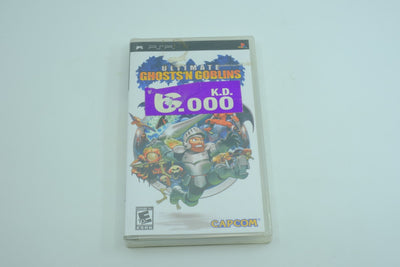 PSP
ULTIMATE
GHOSTS'N GOBLINS
K.D.
6.000
E
CAPCOM